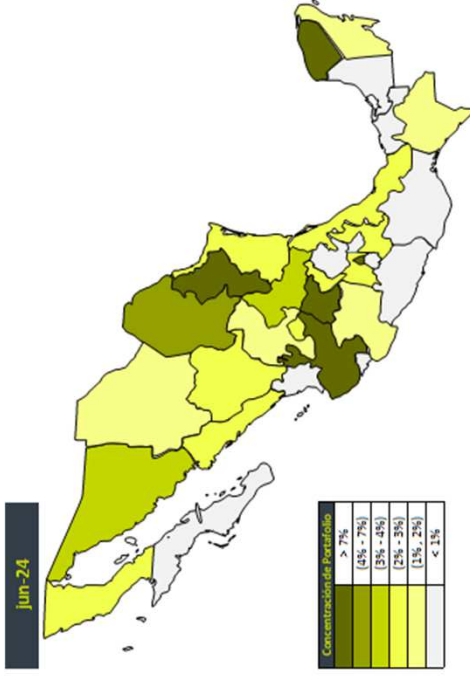 jun-24
Concentración de Portafolio
> 7%
(4% - 7%)
(3% - 4%)
(2% - 3%)
(1% , 2%)
< 1%